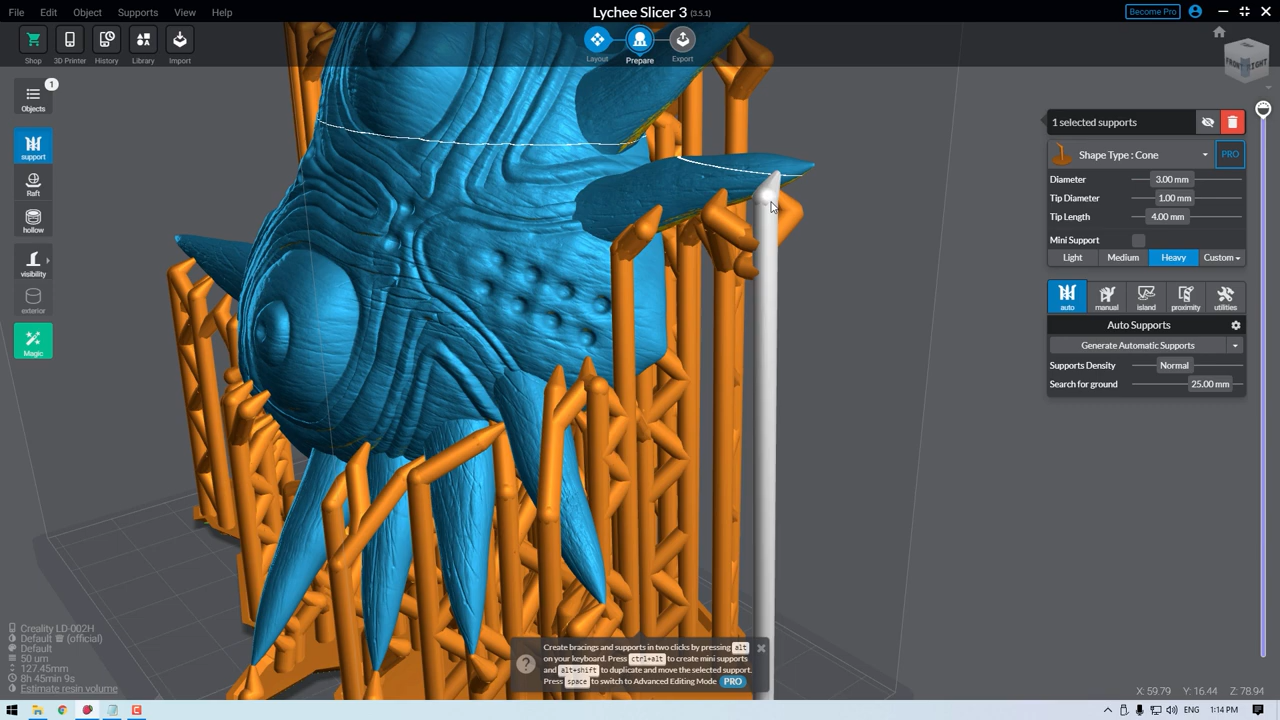 File Edit Object Supports View Help
Lychee Slicer 3 (3.5.1)
Become Pro
Shop 3D Printer History Library Import
Layout Prepare Export
FRONT RIGHT
Objects
1
support
Raft
hollow
visibility
exterior
Magic
1 selected supports
Shape Type : Cone
PRO
Diameter 3.00 mm
Tip Diameter 1.00 mm
Tip Length 4.00 mm
Mini Support
Light Medium Heavy Custom
auto manual island proximity utilities
Auto Supports
Generate Automatic Supports
Supports Density Normal
Search for ground 25.00 mm
Create bracings and supports in two clicks by pressing alt
on your keyboard. Press ctrl+alt to create mini supports
and alt+shift to duplicate and move the selected support.
Press space to switch to Advanced Editing Mode PRO
Creality LD-002H
Default (official)
Default
50 um
127.45mm
8h 45min 9s
Estimate resin volume
X: 59.79 Y: 16.44 Z: 78.94
ENG 1:14 PM